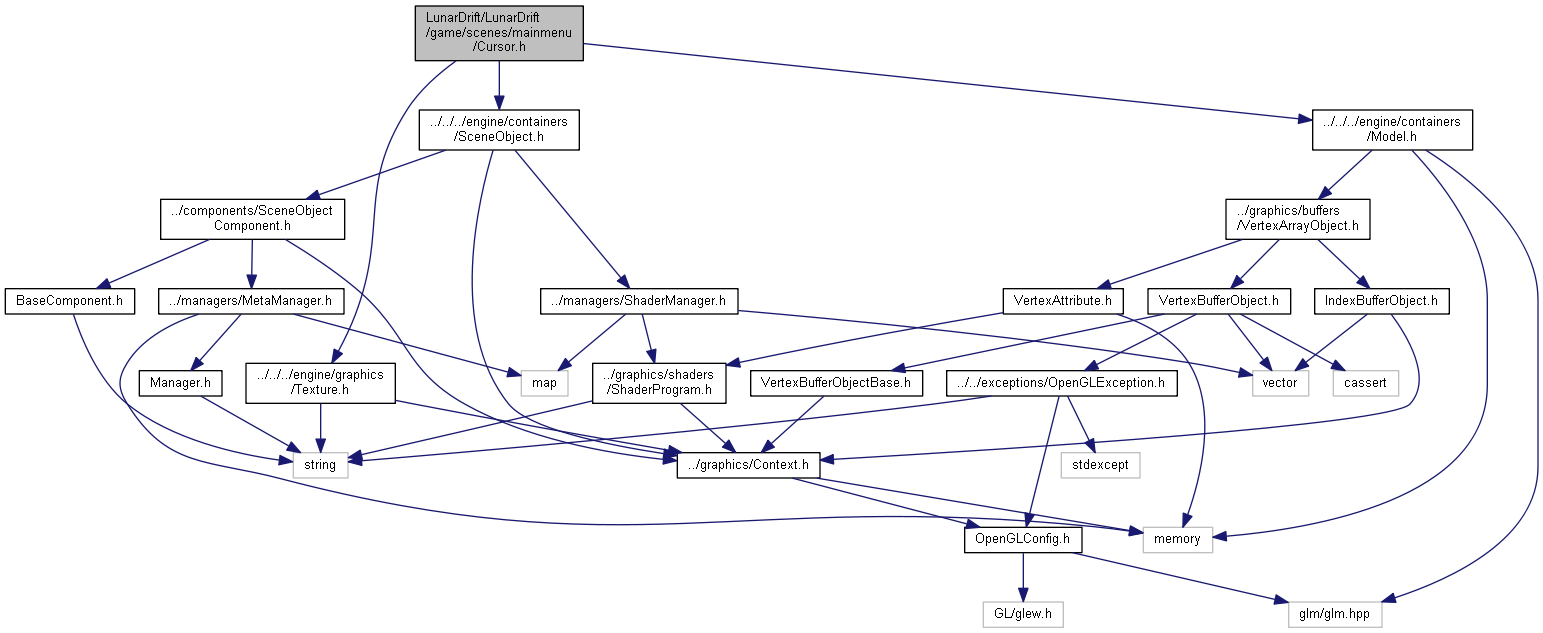 LunarDrift/LunarDrift
/game/scenes/mainmenu
/Cursor.h
../../../engine/containers
/SceneObject.h
../../../engine/containers
/Model.h
../components/SceneObject
Component.h
../graphics/buffers
/VertexArrayObject.h
BaseComponent.h
../managers/MetaManager.h
../managers/ShaderManager.h
VertexAttribute.h
VertexBufferObject.h
IndexBufferObject.h
Manager.h
../../../engine/graphics
/Texture.h
map
../graphics/shaders
/ShaderProgram.h
VertexBufferObjectBase.h
../../exceptions/OpenGLException.h
vector
cassert
string
../graphics/Context.h
stdexcept
OpenGLConfig.h
memory
GL/glew.h
glm/glm.hpp